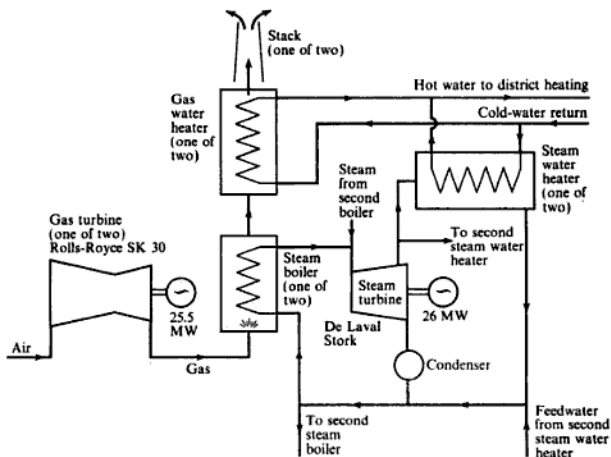 Stack
(one of two)
Hot water to district heating
Gas
water
heater
(one of
two)
Cold-water return
Steam
water
heater
(one of
two)
Steam
from
second
boiler
Gas turbine
(one of two)
Rolls-Royce SK 30
To second
steam water
heater
Steam
boiler
(one of
two)
Steam
turbine
25.5
MW
26 MW
De Laval
Stork
Air
Gas
Condenser
To second
steam
boiler
Feedwater
from second
steam water
heater